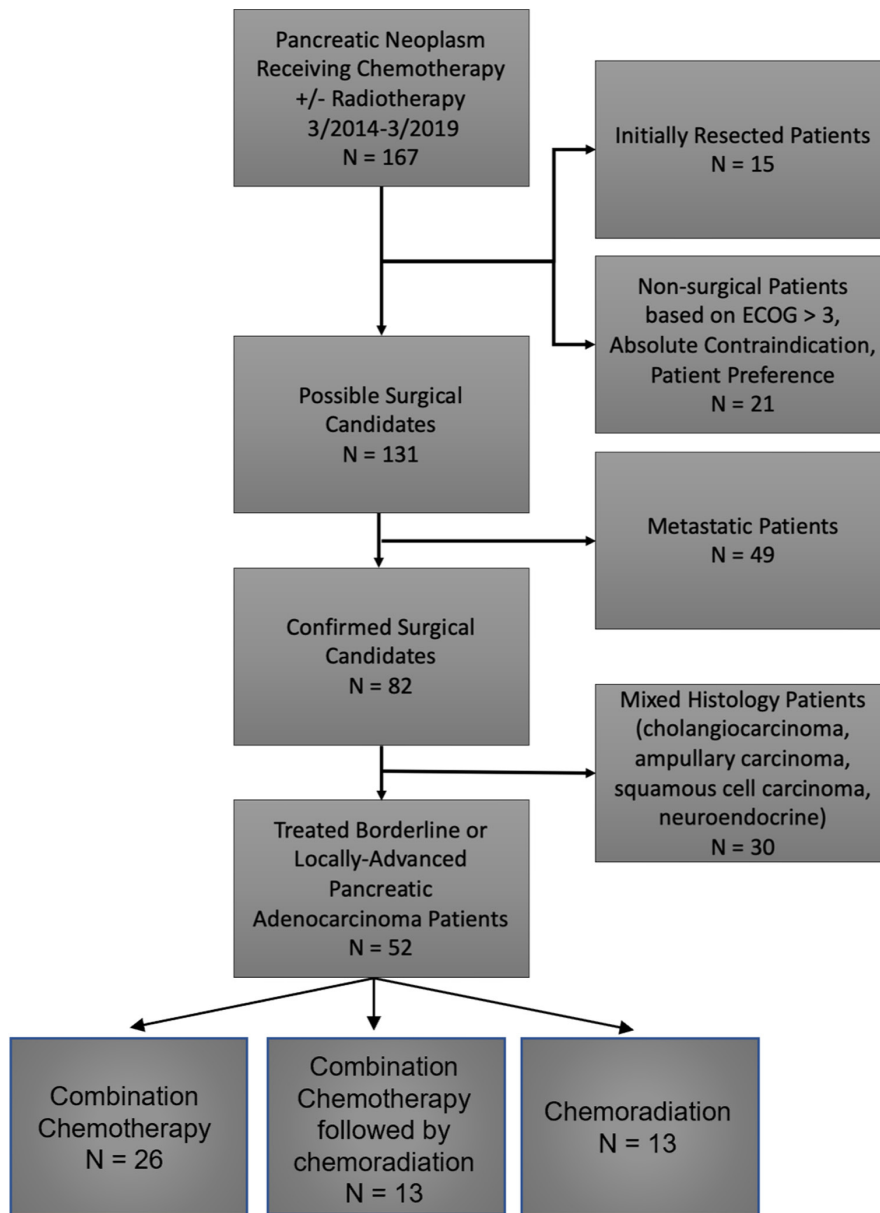 Pancreatic Neoplasm
Receiving Chemotherapy
+/- Radiotherapy
3/2014-3/2019
N = 167
Initially Resected Patients
N = 15
Non-surgical Patients
based on ECOG > 3,
Absolute Contraindication,
Patient Preference
N = 21
Possible Surgical
Candidates
N = 131
Metastatic Patients
N = 49
Confirmed Surgical
Candidates
N = 82
Mixed Histology Patients
(cholangiocarcinoma,
ampullary carcinoma,
squamous cell carcinoma,
neuroendocrine)
N = 30
Treated Borderline or
Locally-Advanced
Pancreatic
Adenocarcinoma Patients
N = 52
Combination
Chemotherapy
N = 26
Combination
Chemotherapy
followed by
chemoradiation
N = 13
Chemoradiation
N = 13